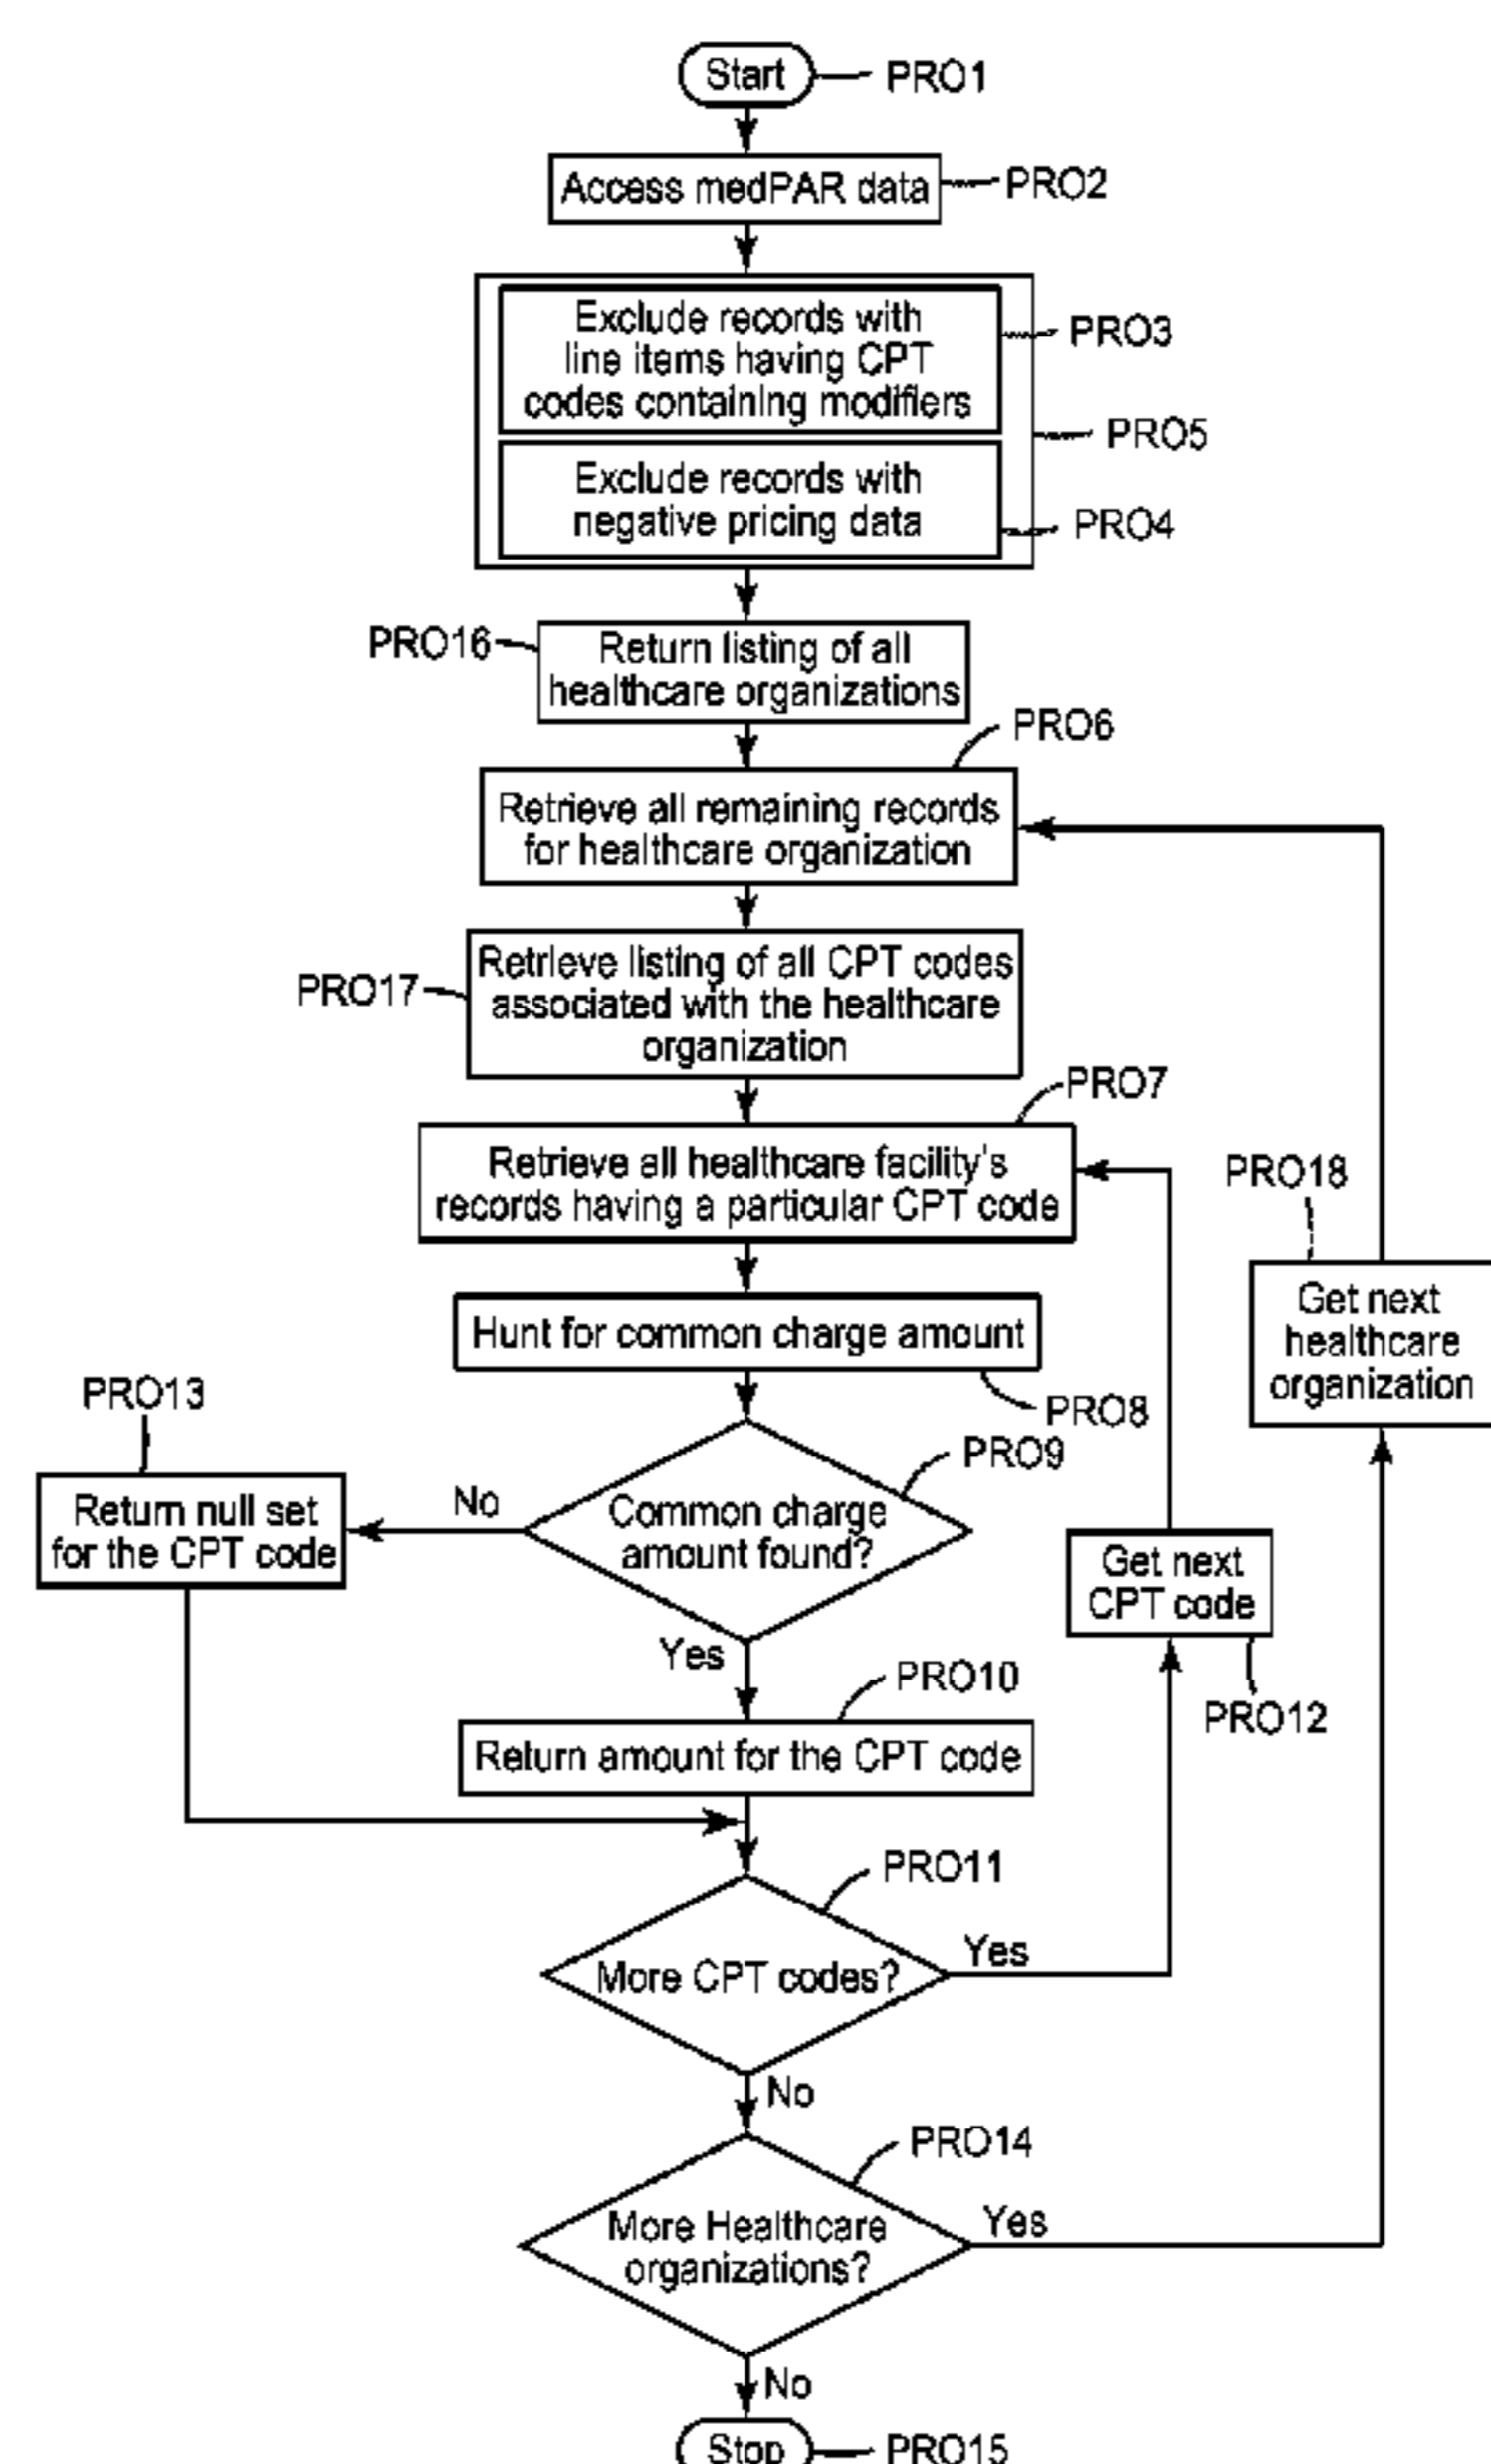 Start
PRO1
Access medPAR data
PRO2
Exclude records with
line items having CPT
codes containing modifiers
PRO3
PRO5
Exclude records with
negative pricing data
PRO4
PRO16
Return listing of all
healthcare organizations
PRO6
Retrieve all remaining records
for healthcare organization
PRO17
Retrieve listing of all CPT codes
associated with the healthcare
organization
PRO7
Retrieve all healthcare facility's
records having a particular CPT code
PRO18
Get next
healthcare
organization
Hunt for common charge amount
PRO8
PRO13
PRO9
Return null set
for the CPT code
No
Common charge
amount found?
Get next
CPT code
Yes
PRO10
PRO12
Return amount for the CPT code
PRO11
More CPT codes?
Yes
No
PRO14
More Healthcare
organizations?
Yes
No
Stop
PRO15